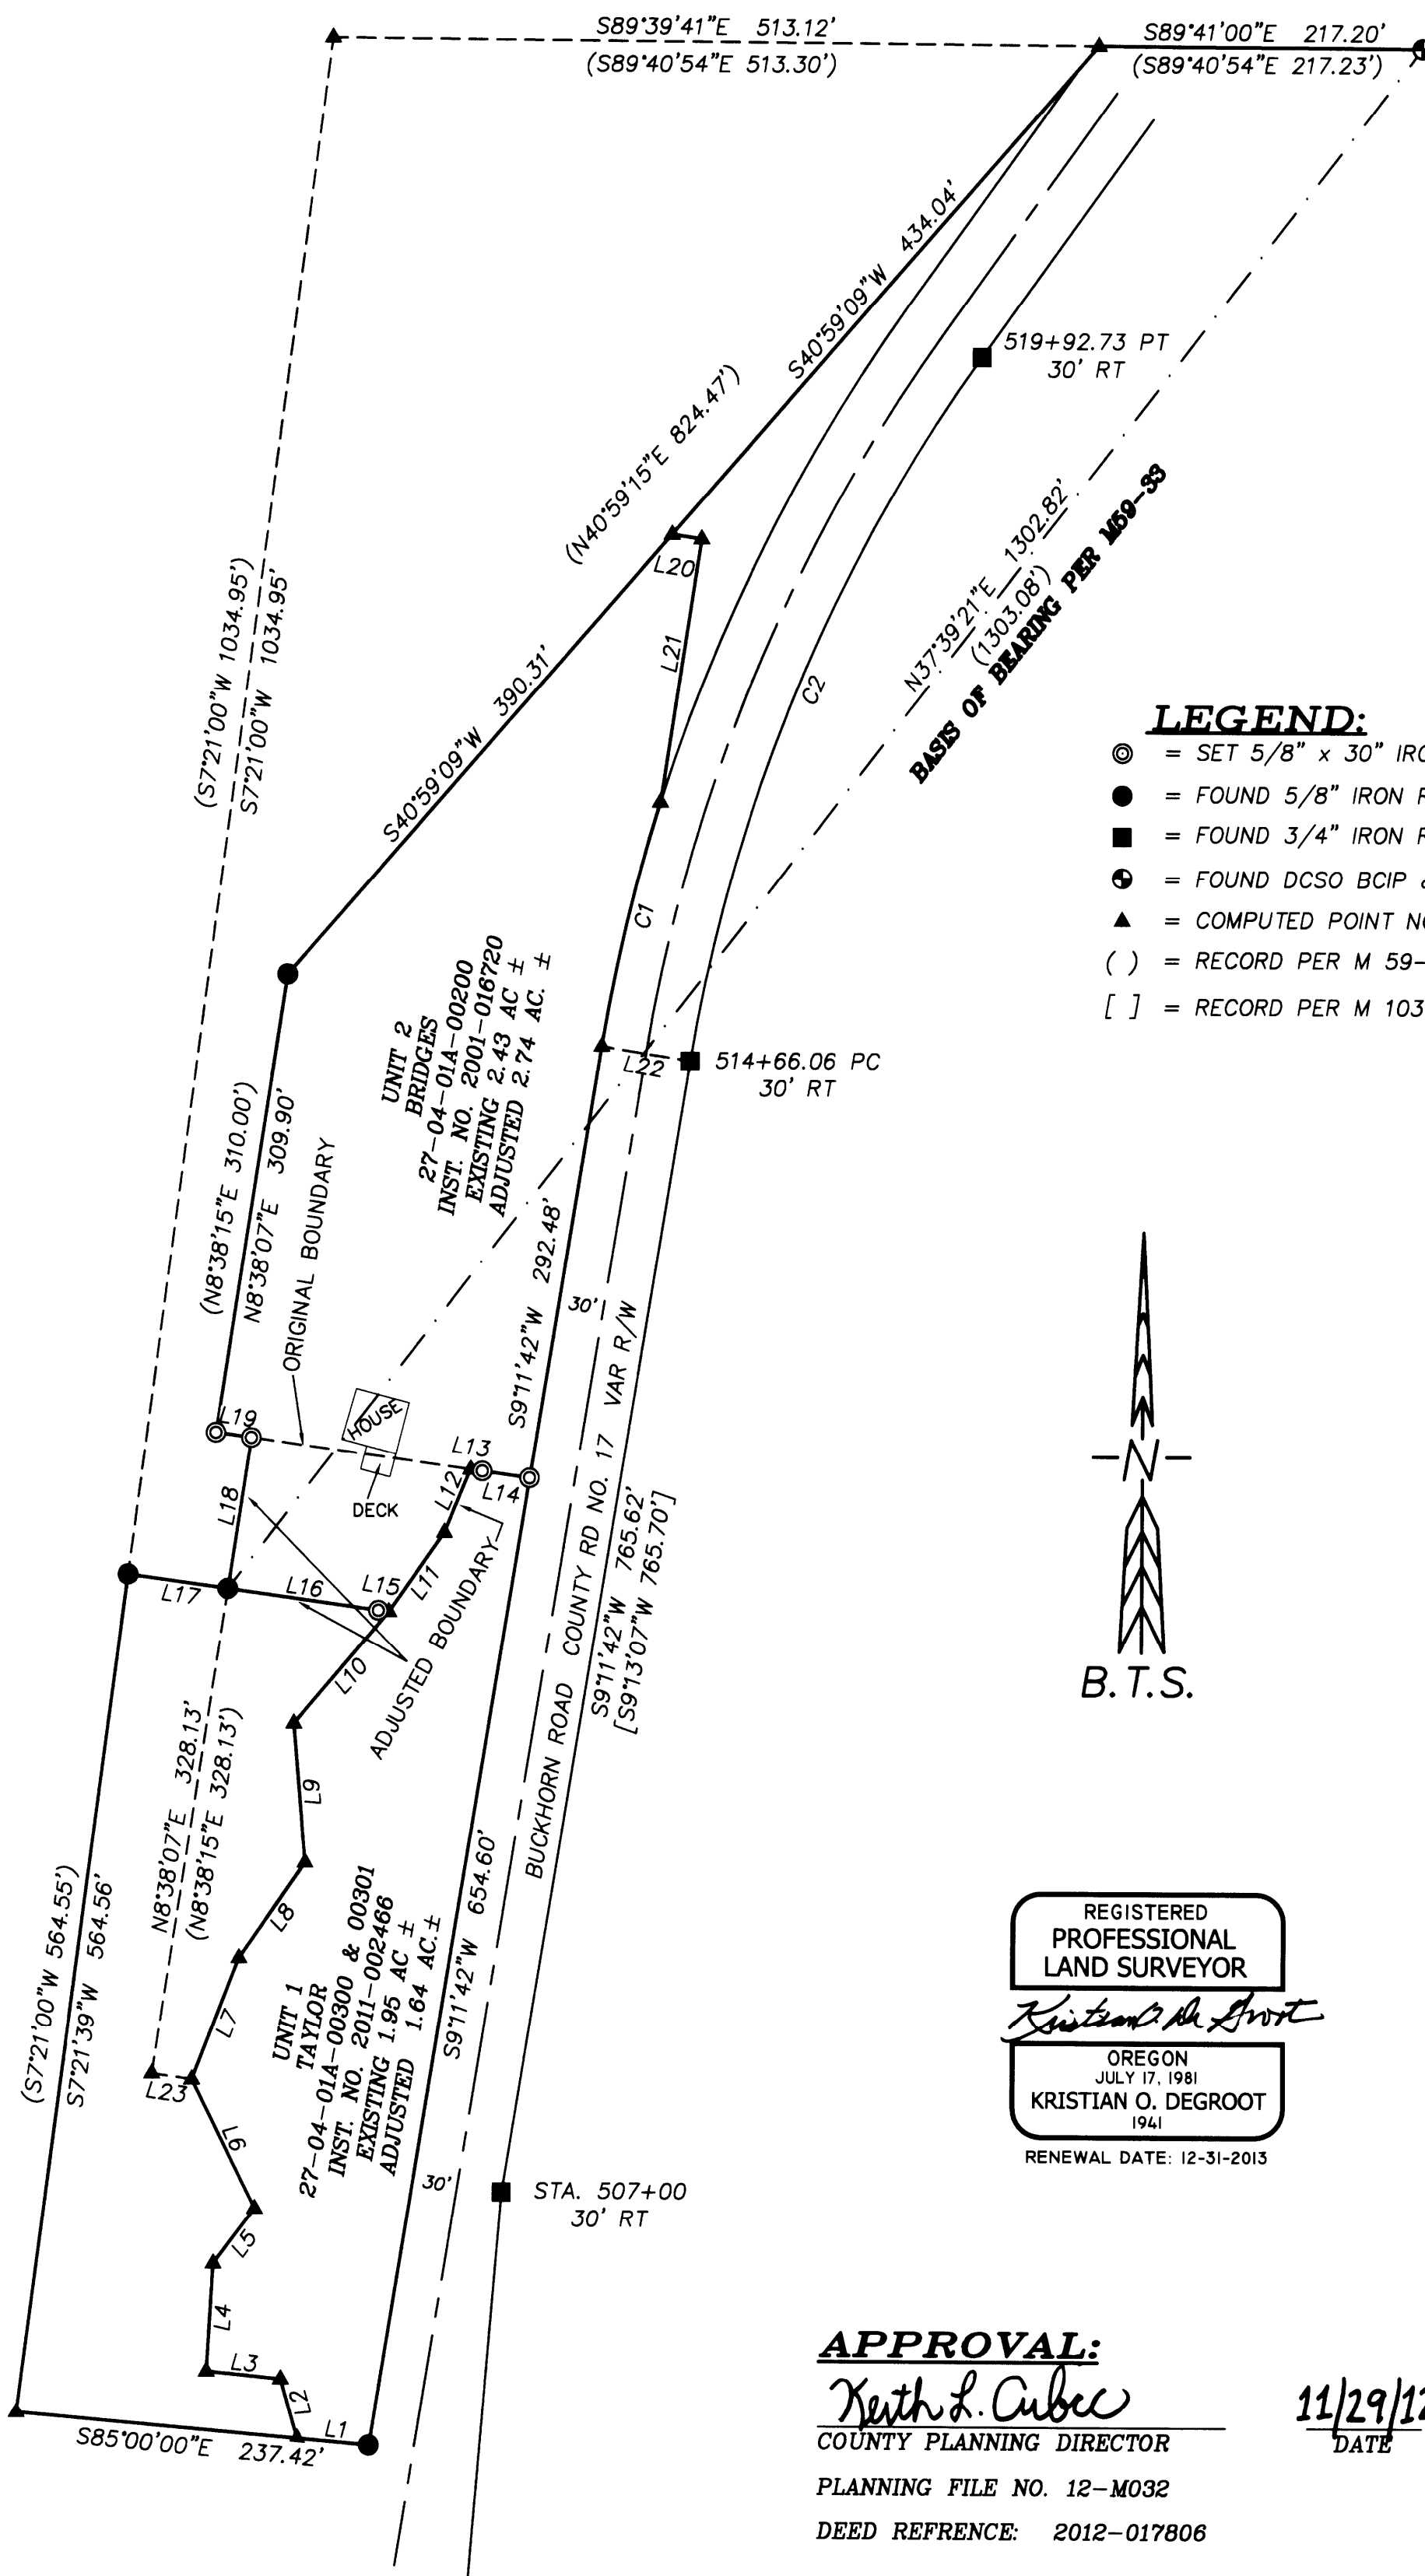 S89°39'41"E 513.12'
(S89°40'54"E 513.30')
S89°41'00"E 217.20'
(S89°40'54"E 217.23')
S40°59'09"W 434.04'
(N40°59'15"E 824.47')
519+92.73 PT
30' RT
(S7°21'00"W 1034.95')
S7°21'00"W 1034.95'
L20
L21
C2
N37°39'21"E 1302.82'
(1303.08')
BASIS OF BEARING PER M59-33
S40°59'09"W 390.31'
LEGEND:
= SET 5/8" x 30" IRO
= FOUND 5/8" IRON R
= FOUND 3/4" IRON R
= FOUND DCSO BCIP &
= COMPUTED POINT NO
( ) = RECORD PER M 59-
[ ] = RECORD PER M 103
C1
UNIT 2
BRIDGES
27-04-01A-00200
INST. NO. 2001-016720
EXISTING 2.43 AC ±
ADJUSTED 2.74 AC. ±
L22
514+66.06 PC
30' RT
(N8°38'15"E 310.00')
N8°38'07"E 309.90'
ORIGINAL BOUNDARY
S9°11'42"W 292.48'
30'
HOUSE
DECK
L19
L13
L14
L12
L18
L11
L17
L16
L15
L10
ADJUSTED BOUNDARY
BUCKHORN ROAD COUNTY RD NO. 17 VAR R/W
S9°11'42"W 765.62'
[S9°13'07"W 765.70']
N
B.T.S.
N8°38'07"E 328.13'
(N8°38'15"E 328.13')
L9
L8
L7
(S7°21'00"W 564.55')
S7°21'39"W 564.56'
UNIT 1
TAYLOR
27-04-01A-00300 & 00301
INST. NO. 2011-002466
EXISTING 1.95 AC ±
ADJUSTED 1.64 AC.±
S9°11'42"W 654.60'
L23
L6
30'
STA. 507+00
30' RT
L5
L4
L3
L2
L1
S85°00'00"E 237.42'
REGISTERED
PROFESSIONAL
LAND SURVEYOR
Kristian O. De Groot
OREGON
JULY 17, 1981
KRISTIAN O. DEGROOT
1941
RENEWAL DATE: 12-31-2013
APPROVAL:
Keith L. Cubic
11/29/12
COUNTY PLANNING DIRECTOR
DATE
PLANNING FILE NO. 12-M032
DEED REFRENCE: 2012-017806